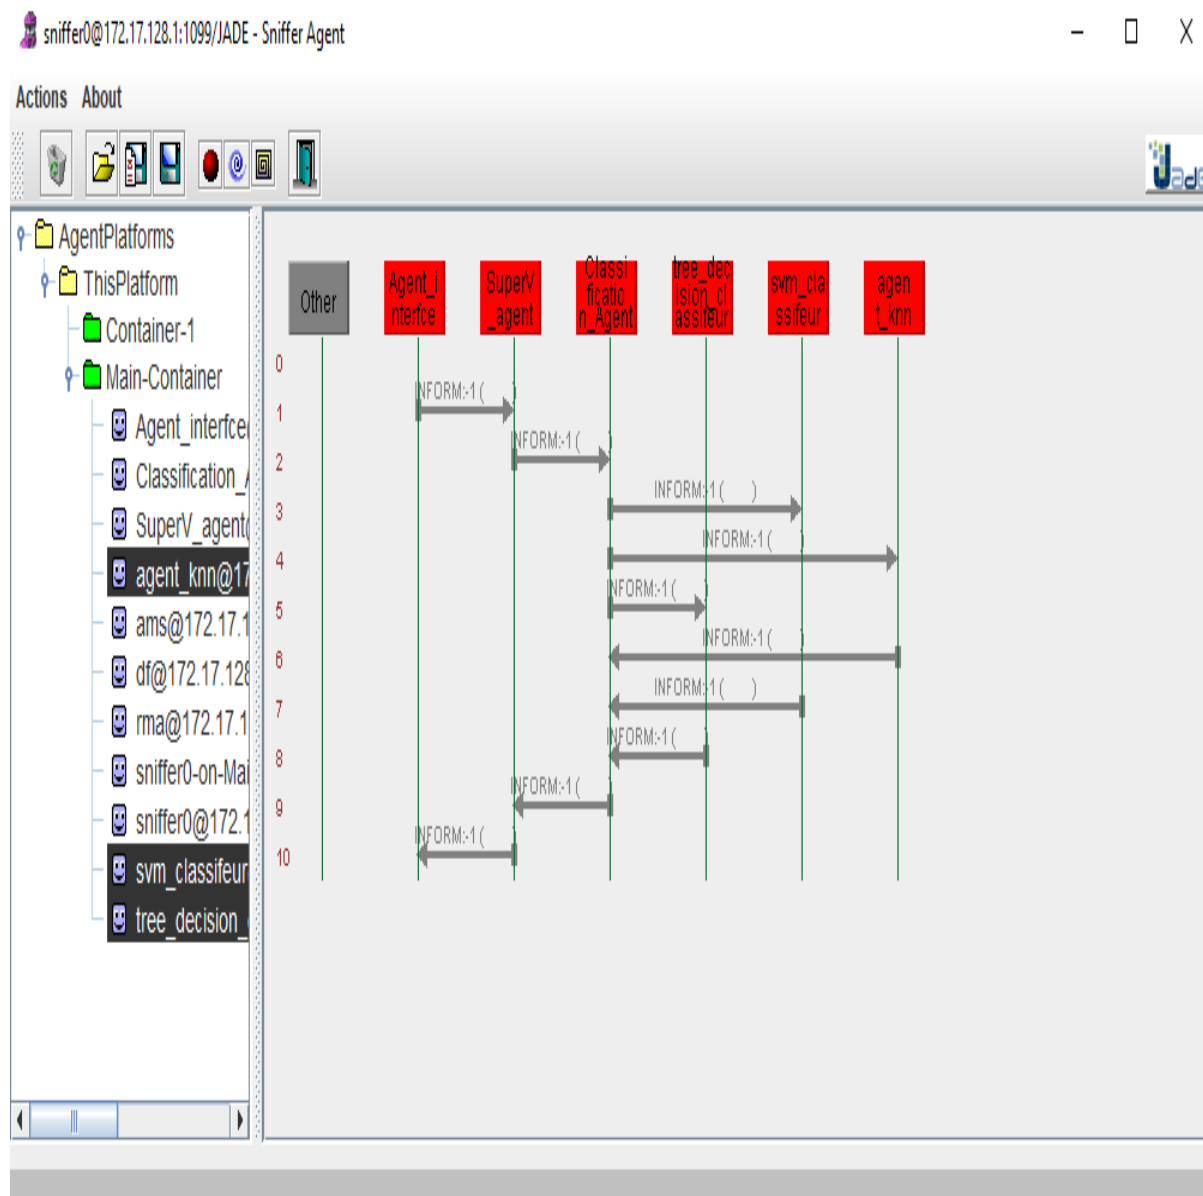 sniffer0@172.17.128.1:1099/JADE - Sniffer Agent
Actions About
Jade
AgentPlatforms
ThisPlatform
Container-1
Main-Container
Agent_interfce
Classification_
SuperV_agent
agent_knn@17
ams@172.17.1
df@172.17.128
rma@172.17.1
sniffer0-on-Mai
sniffer0@172.1
svm_classifeur
tree_decision_
Other
Agent_i
nterfce
SuperV
_agent
Classi
ficatio
n_Agent
tree_dec
ision_cl
assifeur
svm_cla
ssifeur
agen
t_knn
0
INFORM:-1 ( )
1
INFORM:-1 ( )
2
INFORM:-1 ( )
3
INFORM:-1 ( )
4
INFORM:-1 ( )
5
INFORM:-1 ( )
6
INFORM:-1 ( )
7
INFORM:-1 ( )
8
INFORM:-1 ( )
9
INFORM:-1 ( )
10